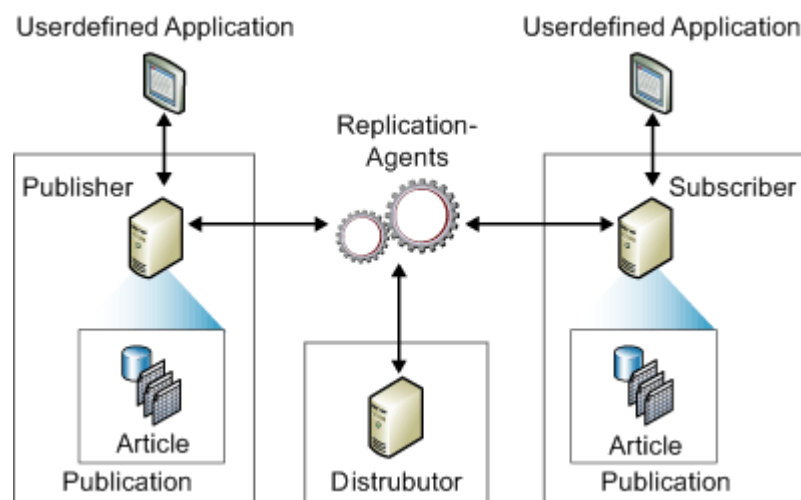 Userdefined Application
Userdefined Application
Replication-
Agents
Publisher
Subscriber
Article
Article
Publication
Distrubutor
Publication